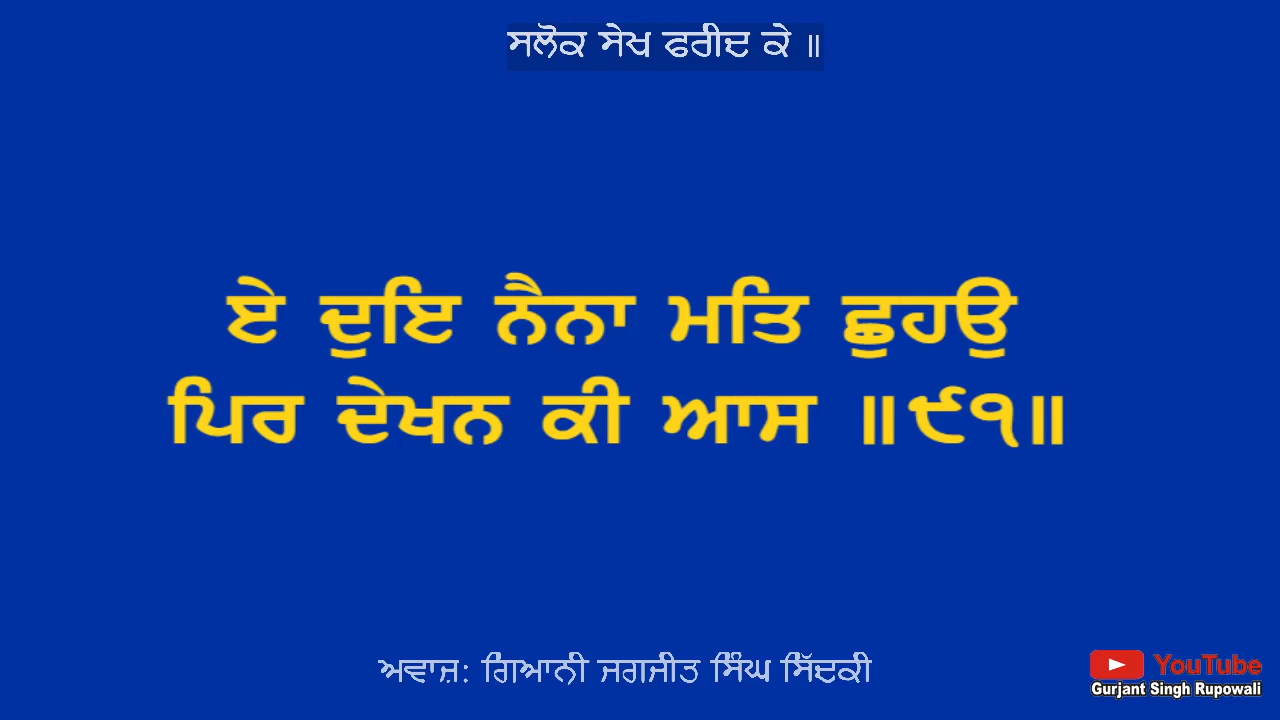 ਸਲੋਕ ਸੇਖ ਫਰੀਦ ਕੇ ॥
ਏ ਦੁਇ ਨੈਨਾ ਮਤਿ ਛੁਹਉ
ਪਿਰ ਦੇਖਨ ਕੀ ਆਸ ॥੯੧॥
ਅਵਾਜ਼: ਗਿਆਨੀ ਜਗਜੀਤ ਸਿੰਘ ਸਿੱਦਕੀ
YouTube
Gurjant Singh Rupowali